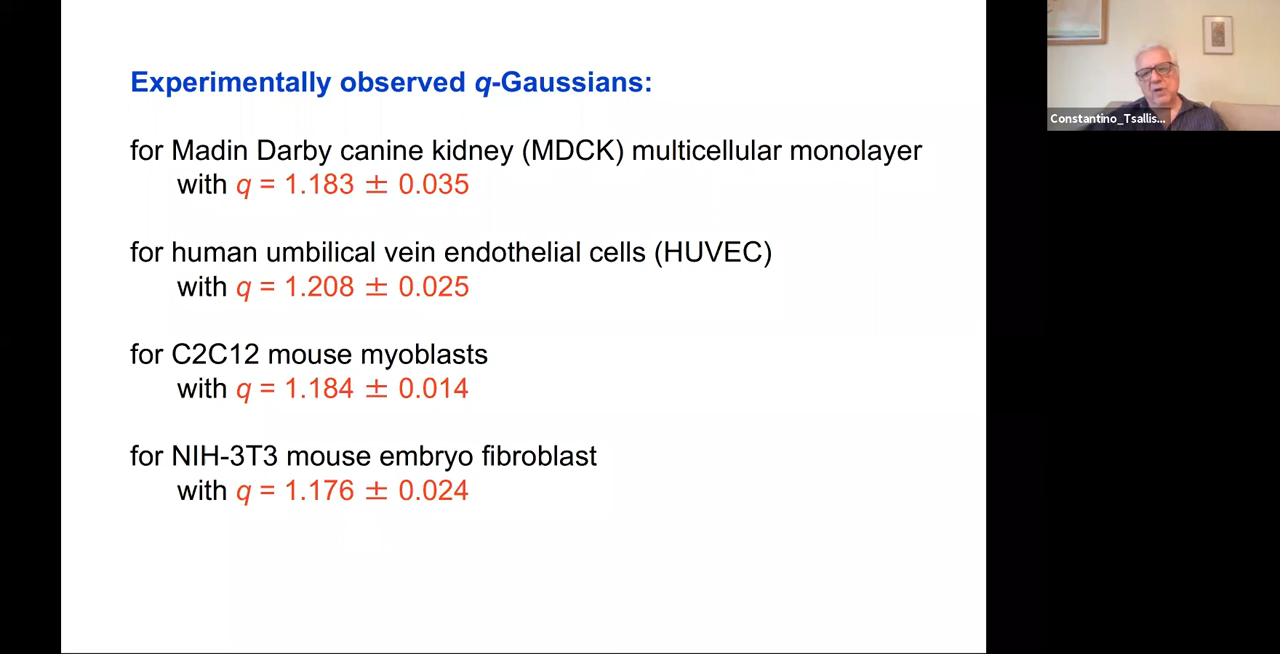 Experimentally observed q-Gaussians:
for Madin Darby canine kidney (MDCK) multicellular monolayer
with q = 1.183 ± 0.035
for human umbilical vein endothelial cells (HUVEC)
with q = 1.208 ± 0.025
for C2C12 mouse myoblasts
with q = 1.184 ± 0.014
for NIH-3T3 mouse embryo fibroblast
with q = 1.176 ± 0.024
Constantino_Tsallis...